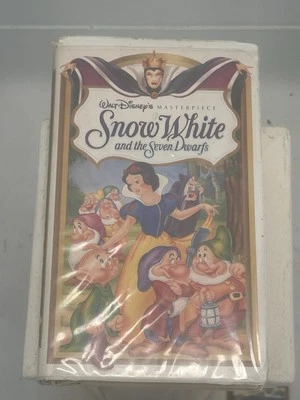 WALT DISNEY'S MASTERPIECE
Snow White
and the Seven Dwarfs